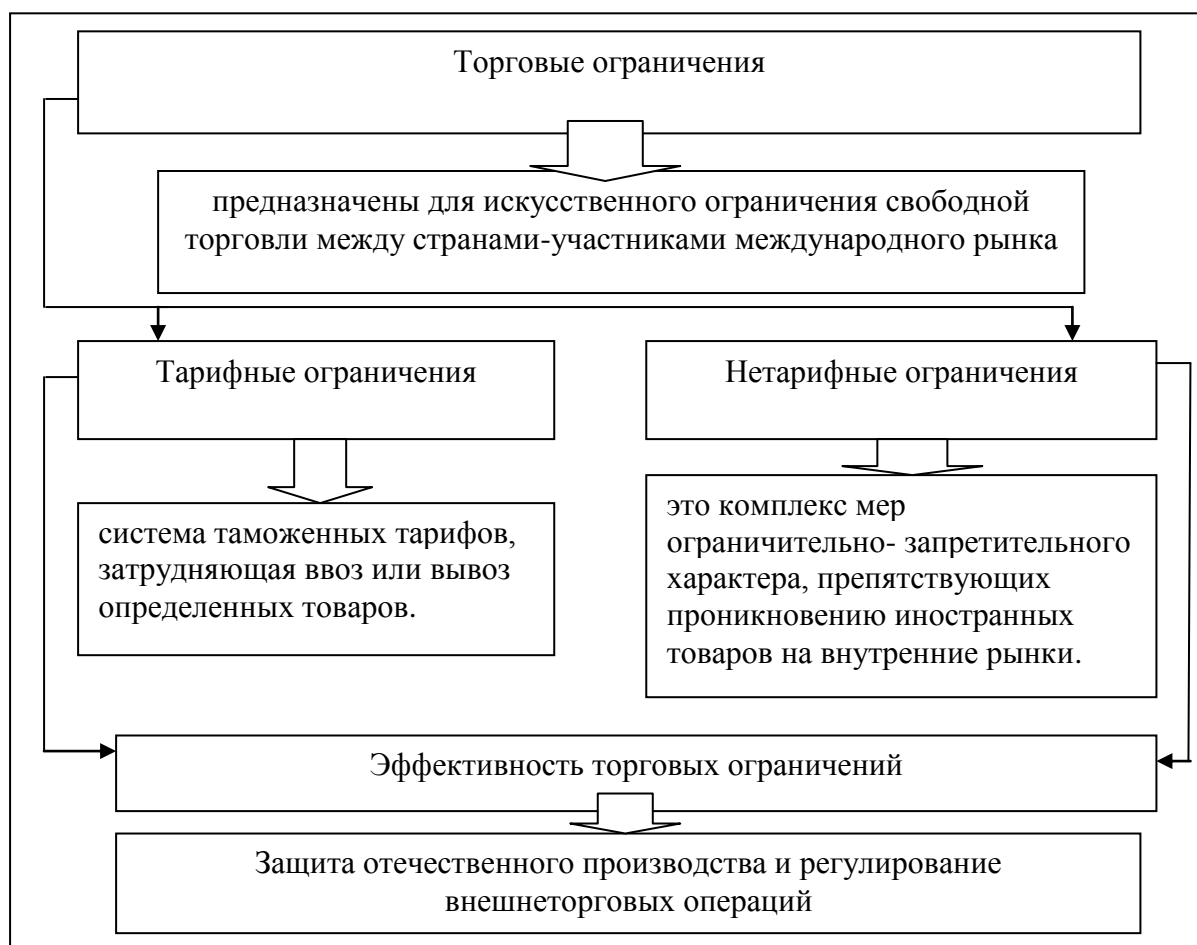 Торговые ограничения
предназначены для искусственного ограничения свободной
торговли между странами-участниками международного рынка
Тарифные ограничения
Нетарифные ограничения
система таможенных тарифов,
затрудняющая ввоз или вывоз
определенных товаров.
это комплекс мер
ограничительно- запретительного
характера, препятствующих
проникновению иностранных
товаров на внутренние рынки.
Эффективность торговых ограничений
Защита отечественного производства и регулирование
внешнеторговых операций